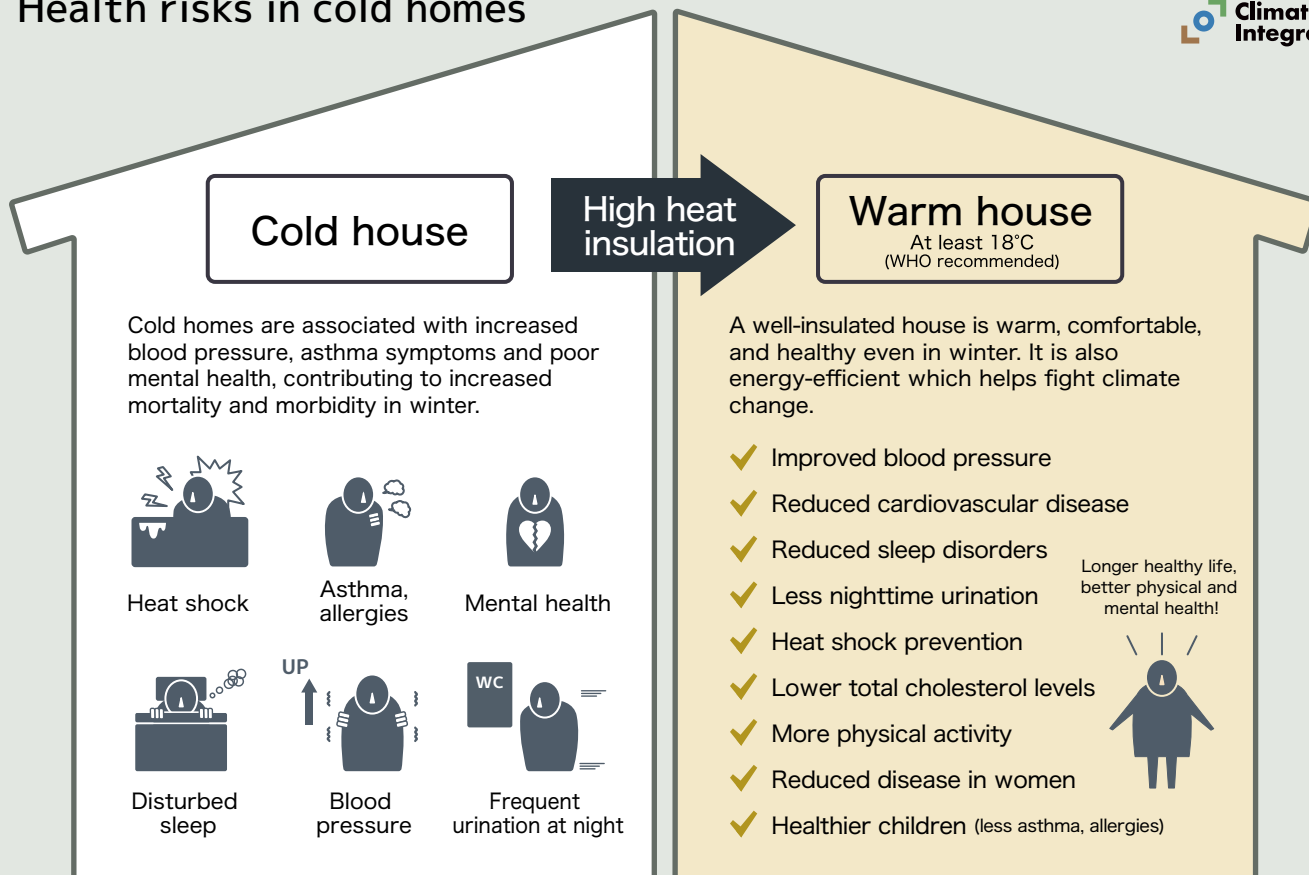 Health risks in cold homes
Climat
Integr
Cold house
High heat
insulation
Warm house
At least 18°C
(WHO recommended)
Cold homes are associated with increased
blood pressure, asthma symptoms and poor
mental health, contributing to increased
mortality and morbidity in winter.
Heat shock
Asthma,
allergies
Mental health
UP
WC
Disturbed
sleep
Blood
pressure
Frequent
urination at night
A well-insulated house is warm, comfortable,
and healthy even in winter. It is also
energy-efficient which helps fight climate
change.
Improved blood pressure
Reduced cardiovascular disease
Reduced sleep disorders
Less nighttime urination
Heat shock prevention
Lower total cholesterol levels
More physical activity
Reduced disease in women
Healthier children (less asthma, allergies)
Longer healthy life,
better physical and
mental health!